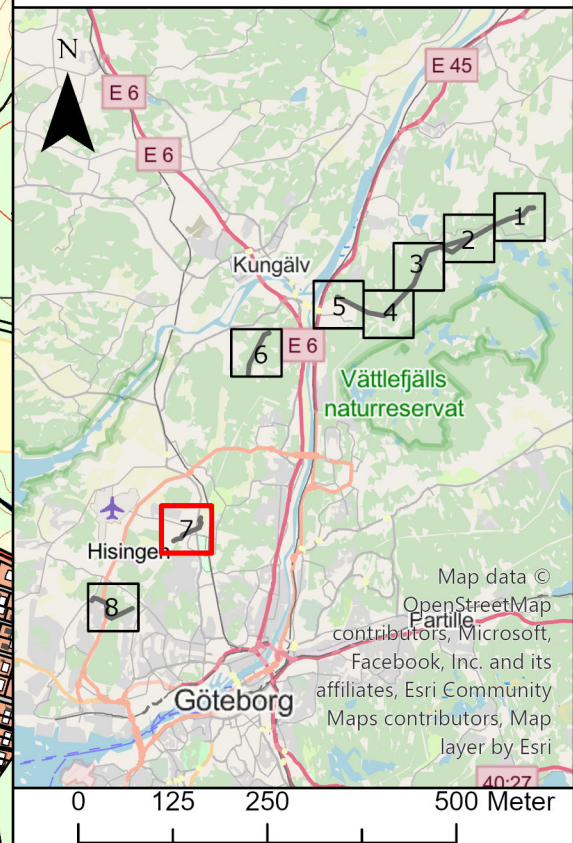 N
E 45
E 6
E 6
1
2
Kungälv
3
5
4
E 6
6
Vättlefjälls
naturreservat
7
Hisingen
8
Map data ©
OpenStreetMap
Partille
contributors, Microsoft,
Facebook, Inc. and its
affiliates, Esri Community
Göteborg
Maps contributors, Map
layer by Esri
40:27
0 125 250 500 Meter